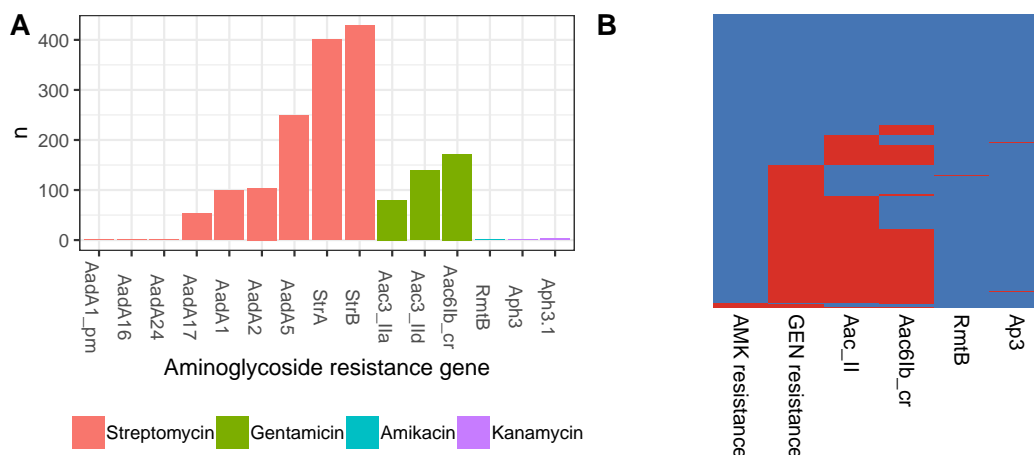 A
B
n
400
300
200
100
0
AadA1_pm
AadA16
AadA24
AadA17
AadA1
AadA2
AadA5
StrA
StrB
Aac3_IIa
Aac3_IId
Aac6Ib_cr
RmtB
Aph3
Aph3.1
Aminoglycoside resistance gene
Streptomycin Gentamicin Amikacin Kanamycin
AMK resistance
GEN resistance
Aac_II
Aac6Ib_cr
RmtB
Ap3